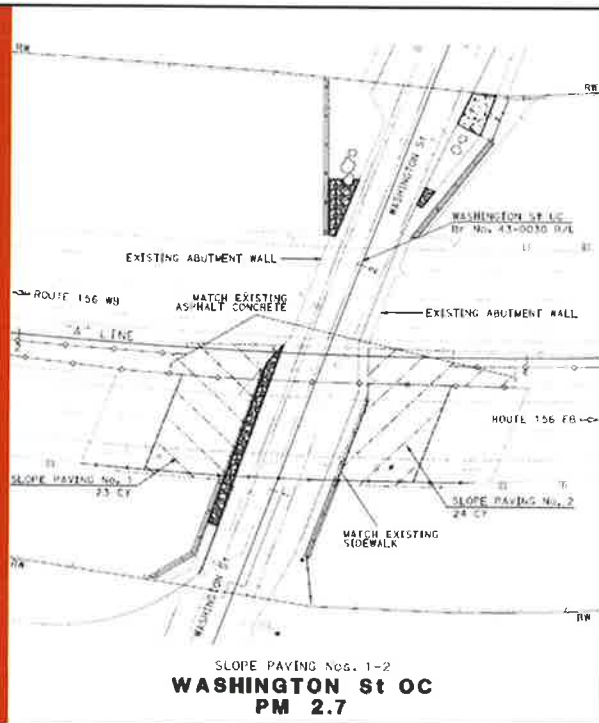 RW
RW
WASHINGTON St
WASHINGTON St UC
Br No. 43-0030 R/L
EXISTING ABUTMENT WALL
EXISTING ABUTMENT WALL
ROUTE 156 WB
MATCH EXISTING
ASPHALT CONCRETE
"A" LINE
ROUTE 156 EB
SLOPE PAVING No. 1
23 CY
SLOPE PAVING No. 2
24 CY
MATCH EXISTING
SIDEWALK
RW
WASHINGTON St
RW
SLOPE PAVING Nos. 1-2
WASHINGTON St OC
PM 2.7